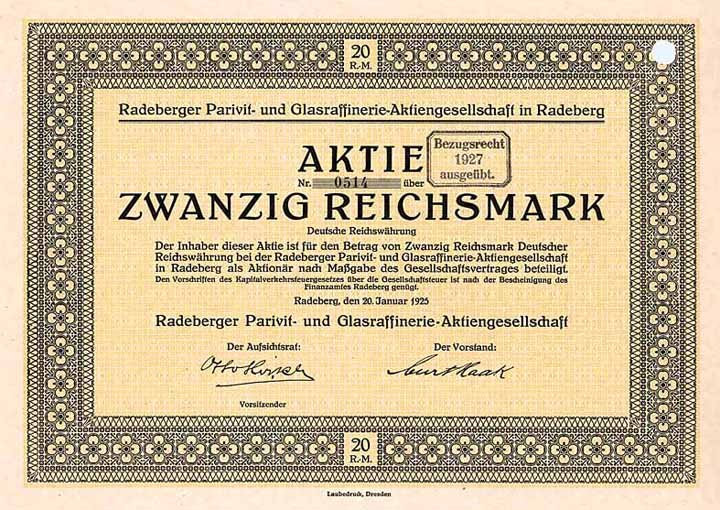 20
R.-M.
Radeberger Parivit- und Glasraffinerie-Aktiengesellschaft in Radeberg
AKTIE
Bezugsrecht
1927
ausgeübt.
Nr. 0514 über
ZWANZIG REICHSMARK
Deutsche Reichswährung
Der Inhaber dieser Aktie ist für den Betrag von Zwanzig Reichsmark Deutscher
Reichswährung bei der Radeberger Parivit- und Glasraffinerie-Aktiengesellschaft
in Radeberg als Aktionär nach Maßgabe des Gesellschaftsvertrages beteiligt.
Den Vorschriften des Kapitalverkehrsteuergesetzes über die Gesellschaftsteuer ist nach der Bescheinigung des
Finanzamtes Radeberg genügt.
Radeberg, den 20. Januar 1925
Radeberger Parivit- und Glasraffinerie-Aktiengesellschaft
Der Aufsichtsrat: Der Vorstand:
Otto Curt Haak
Vorsitzender
20
R.-M.
Laubedruck, Dresden